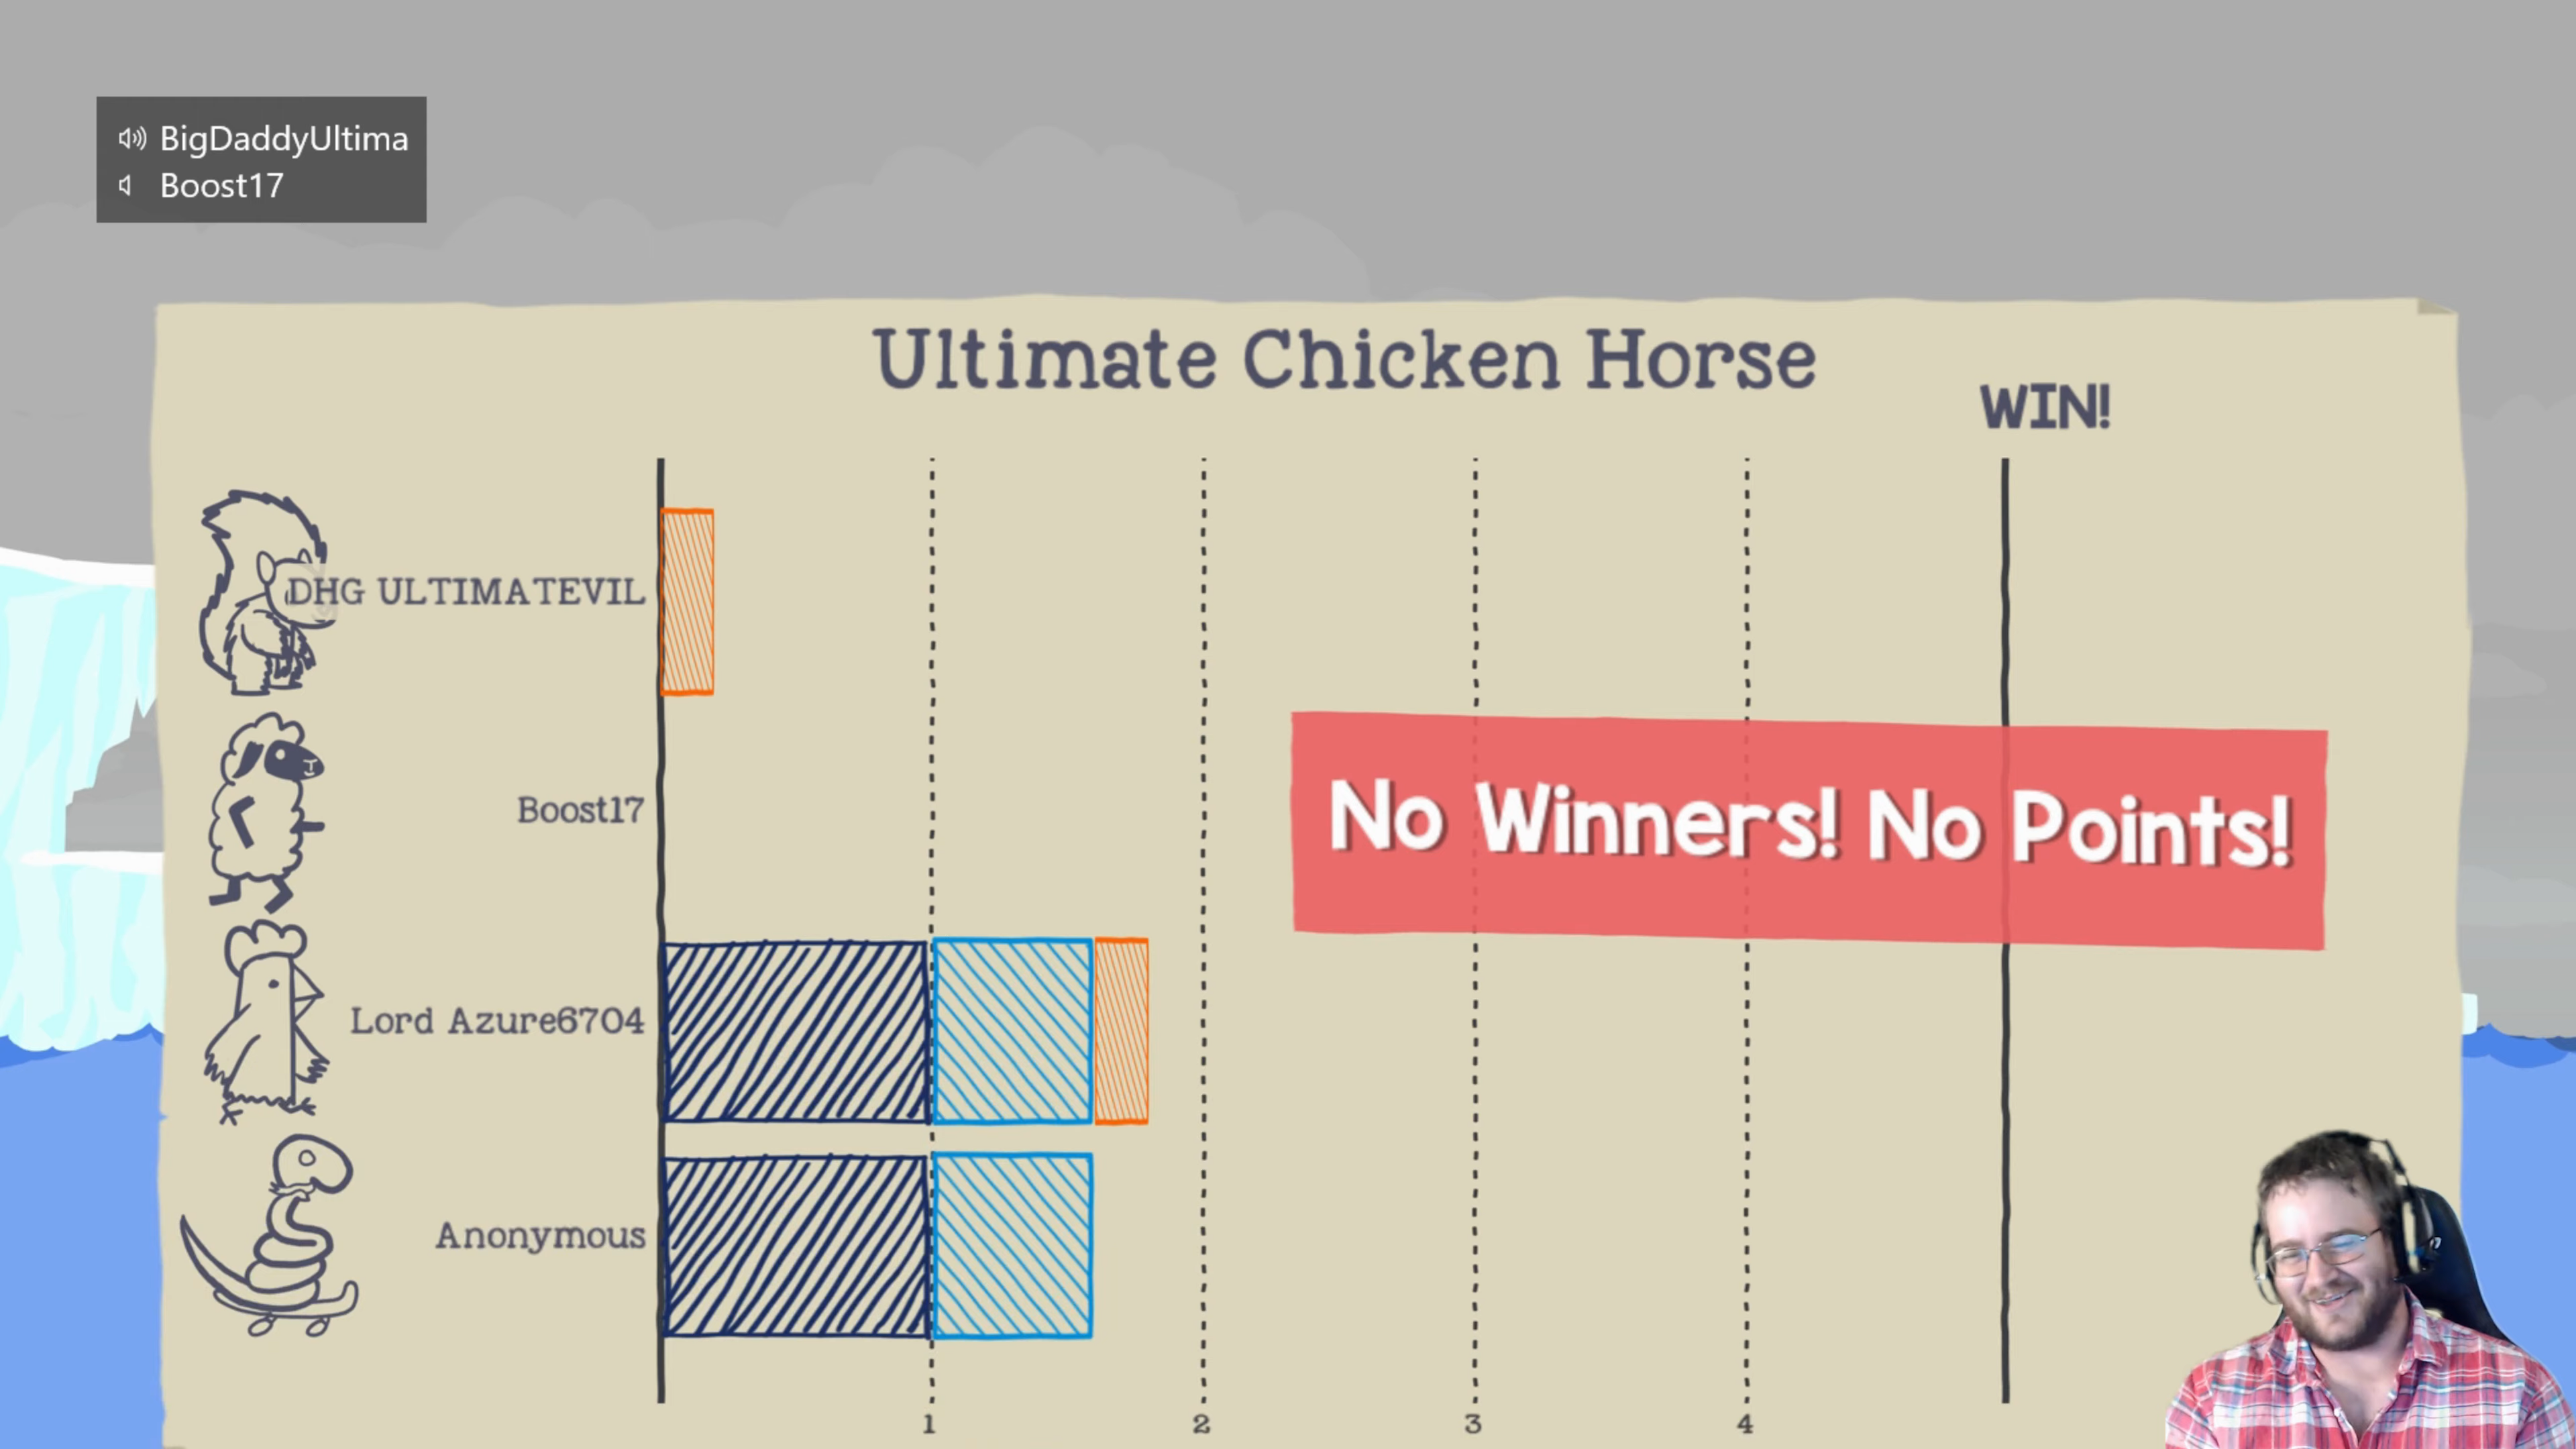 BigDaddyUltima
Boost17
Ultimate Chicken Horse
WIN!
DHG ULTIMATEVIL
Boost17
No Winners! No Points!
Lord Azure6704
Anonymous
1 2 3 4